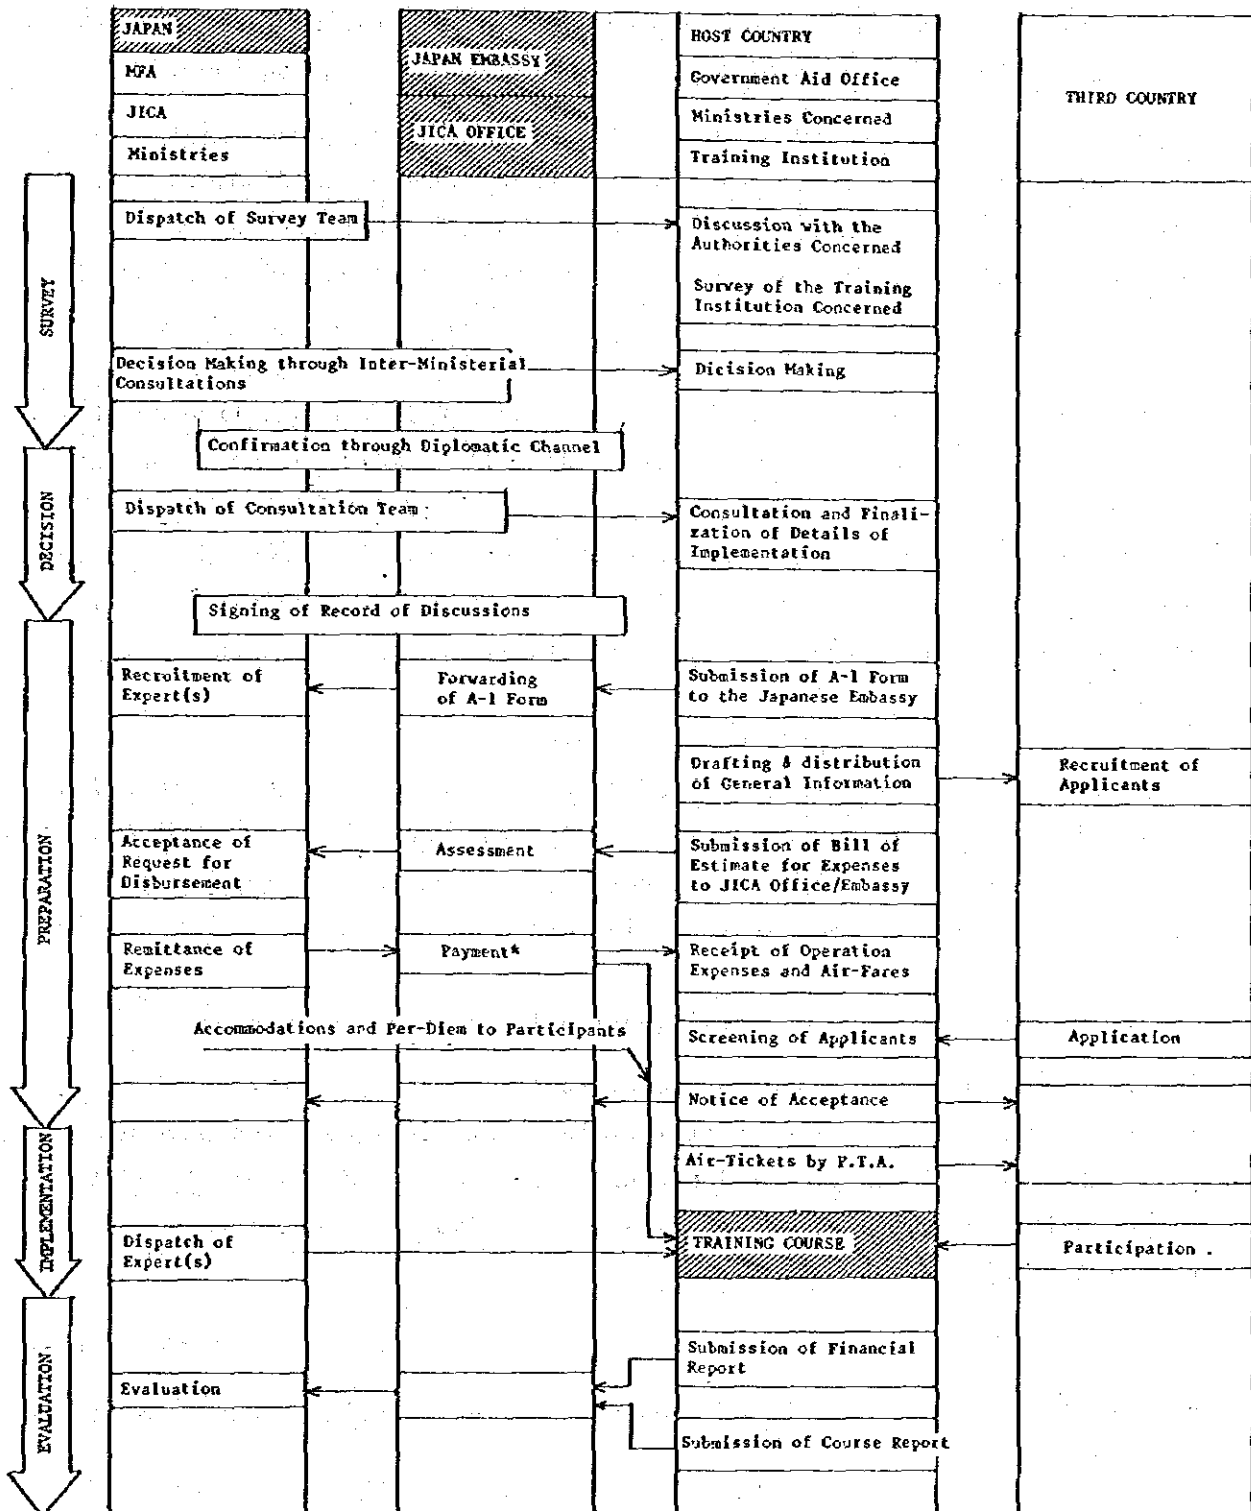 JAPAN
MFA
JICA
Ministries
JAPAN EMBASSY
JICA OFFICE
HOST COUNTRY
Government Aid Office
Ministries Concerned
Training Institution
THIRD COUNTRY
SURVEY
Dispatch of Survey Team
Discussion with the
Authorities Concerned
Survey of the Training
Institution Concerned
Decision Making through Inter-Ministerial
Consultations
Dicision Making
Confirmation through Diplomatic Channel
DECISION
Dispatch of Consultation Team
Consultation and Finali-
zation of Details of
Implementation
Signing of Record of Discussions
PREPARATION
Recruitment of
Expert(s)
Forwarding
of A-1 Form
Submission of A-1 Form
to the Japanese Embassy
Drafting & distribution
of General Information
Recruitment of
Applicants
Acceptance of
Request for
Disbursement
Assessment
Submission of Bill of
Estimate for Expenses
to JICA Office/Embassy
Remittance of
Expenses
Payment*
Receipt of Operation
Expenses and Air-Fares
Accommodations and Per-Diem to Participants
Screening of Applicants
Application
Notice of Acceptance
IMPLEMENTATION
Air-Tickets by P.T.A.
Dispatch of
Expert(s)
TRAINING COURSE
Participation .
EVALUATION
Submission of Financial
Report
Evaluation
Submission of Course Report